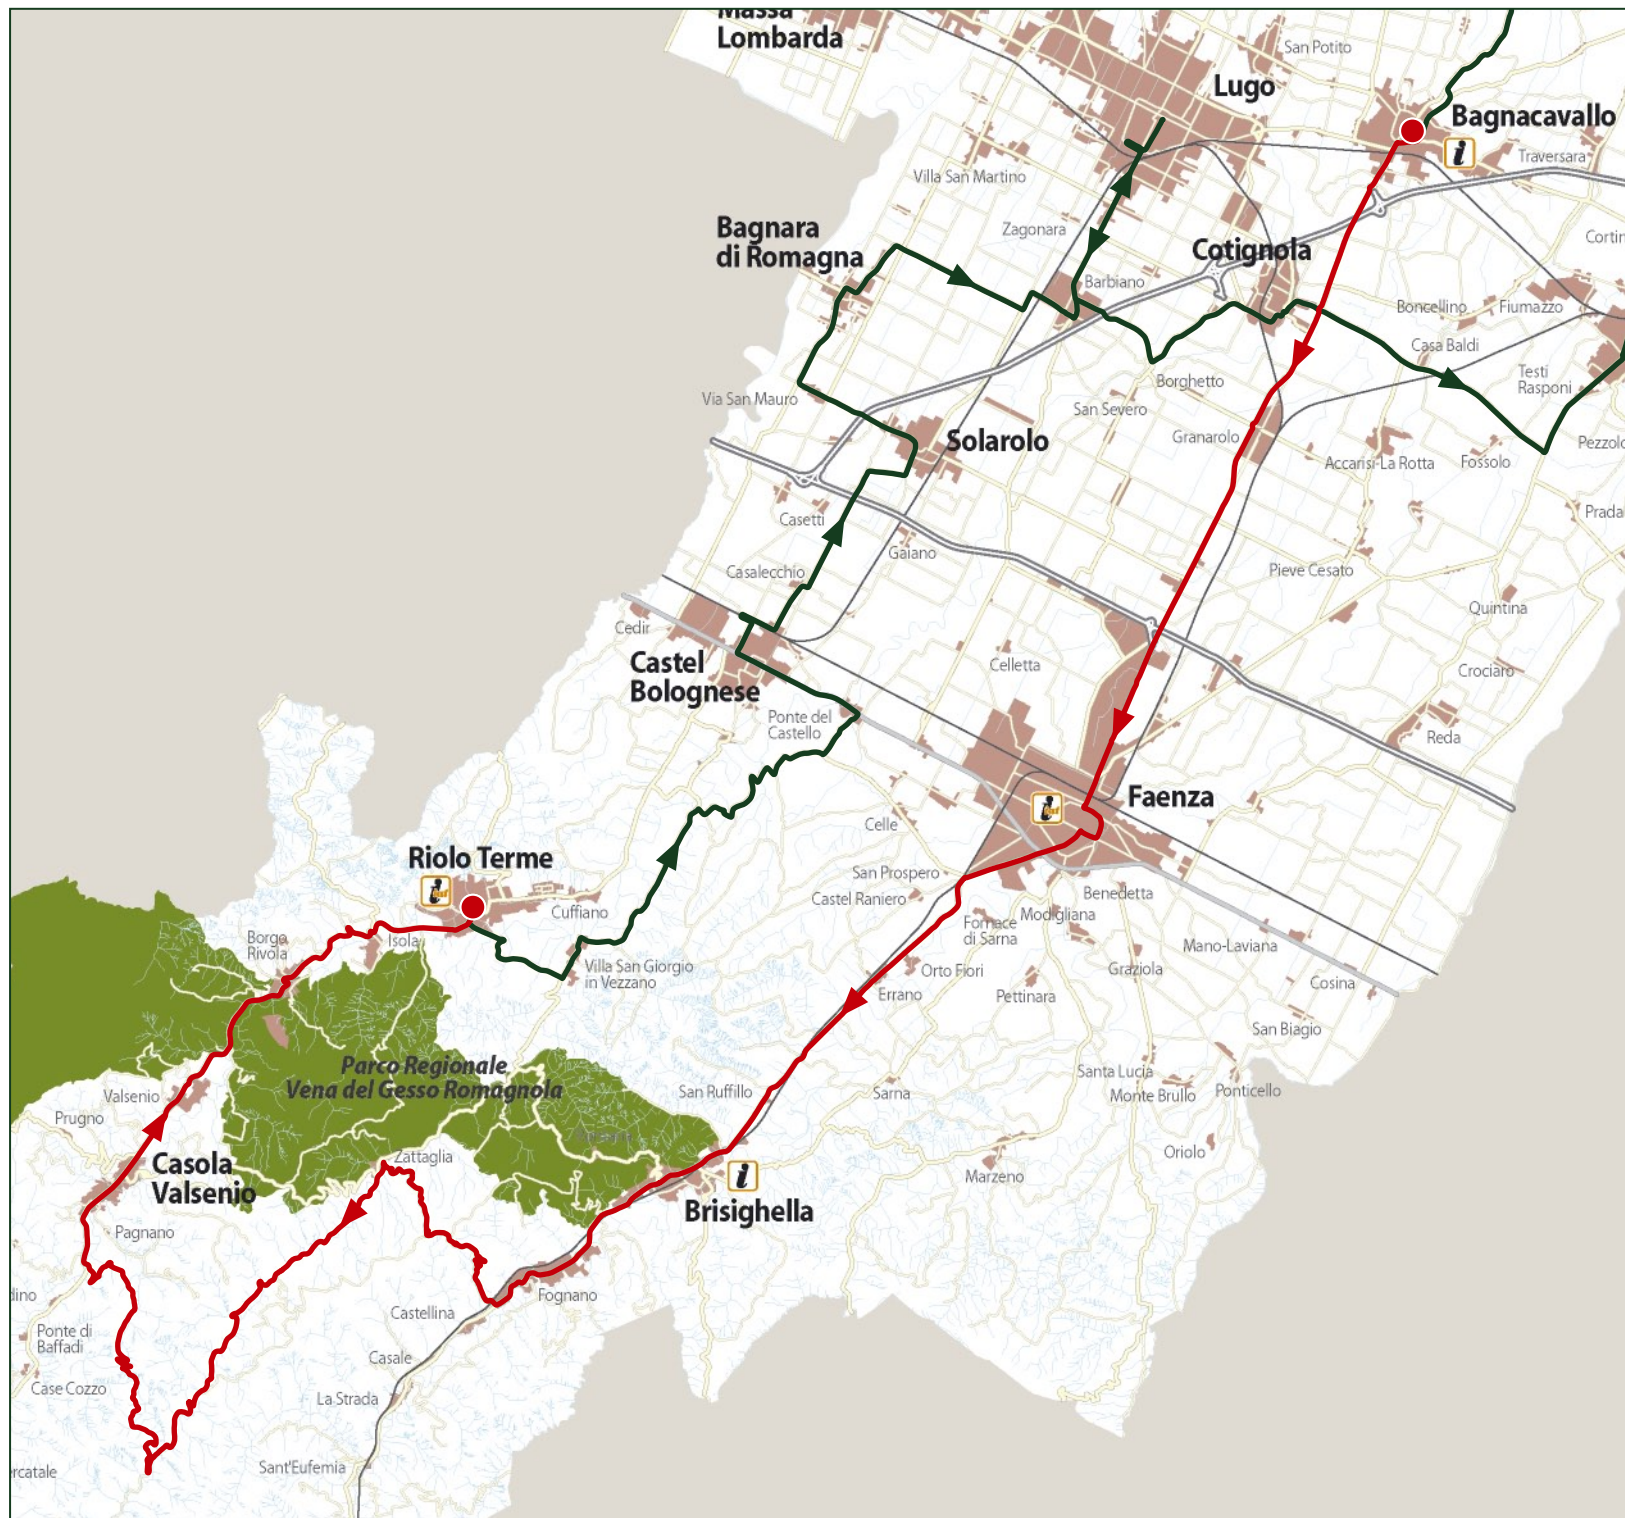 Massa
Lombarda
San Potito
Lugo
Bagnacavallo
Traversara
Villa San Martino
Bagnara
di Romagna
Zagonara
Cotignola
Barbiano
Boncellino
Fiumazzo
Casa Baldi
Testi
Rasponi
Via San Mauro
Borghetto
San Severo
Granarolo
Solarolo
Accarisi-La Rotta
Fossolo
Casetti
Gaiano
Casalecchio
Pieve Cesato
Quintina
Cedir
Castel
Bolognese
Celletta
Crociaro
Ponte del
Castello
Reda
Faenza
Celle
Riolo Terme
San Prospero
Castel Raniero
Benedetta
Cuffiano
Modigliana
Fornace
di Sarna
Borgo
Rivola
Isola
Mano-Laviana
Villa San Giorgio
in Vezzano
Orto Fiori
Graziola
Errano
Pettinara
Cosina
San Biagio
Parco Regionale
Vena del Gesso Romagnola
Valsenio
San Ruffillo
Sarna
Santa Lucia
Monte Brullo
Ponticello
Prugno
Zattaglia
Oriolo
Casola
Valsenio
Marzeno
Brisighella
Pagnano
Fognano
Castellina
Ponte di
Baffadi
Casale
Case Cozzo
La Strada
Sant'Eufemia